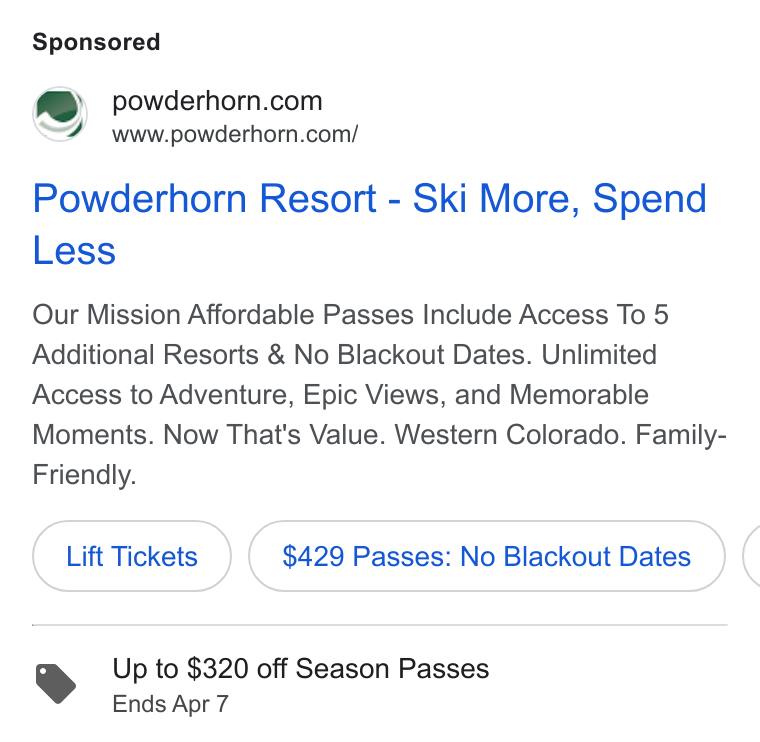 Sponsored
powderhorn.com
www.powderhorn.com/
Powderhorn Resort - Ski More, Spend
Less
Our Mission Affordable Passes Include Access To 5
Additional Resorts & No Blackout Dates. Unlimited
Access to Adventure, Epic Views, and Memorable
Moments. Now That's Value. Western Colorado. Family-
Friendly.
Lift Tickets
$429 Passes: No Blackout Dates
Up to $320 off Season Passes
Ends Apr 7